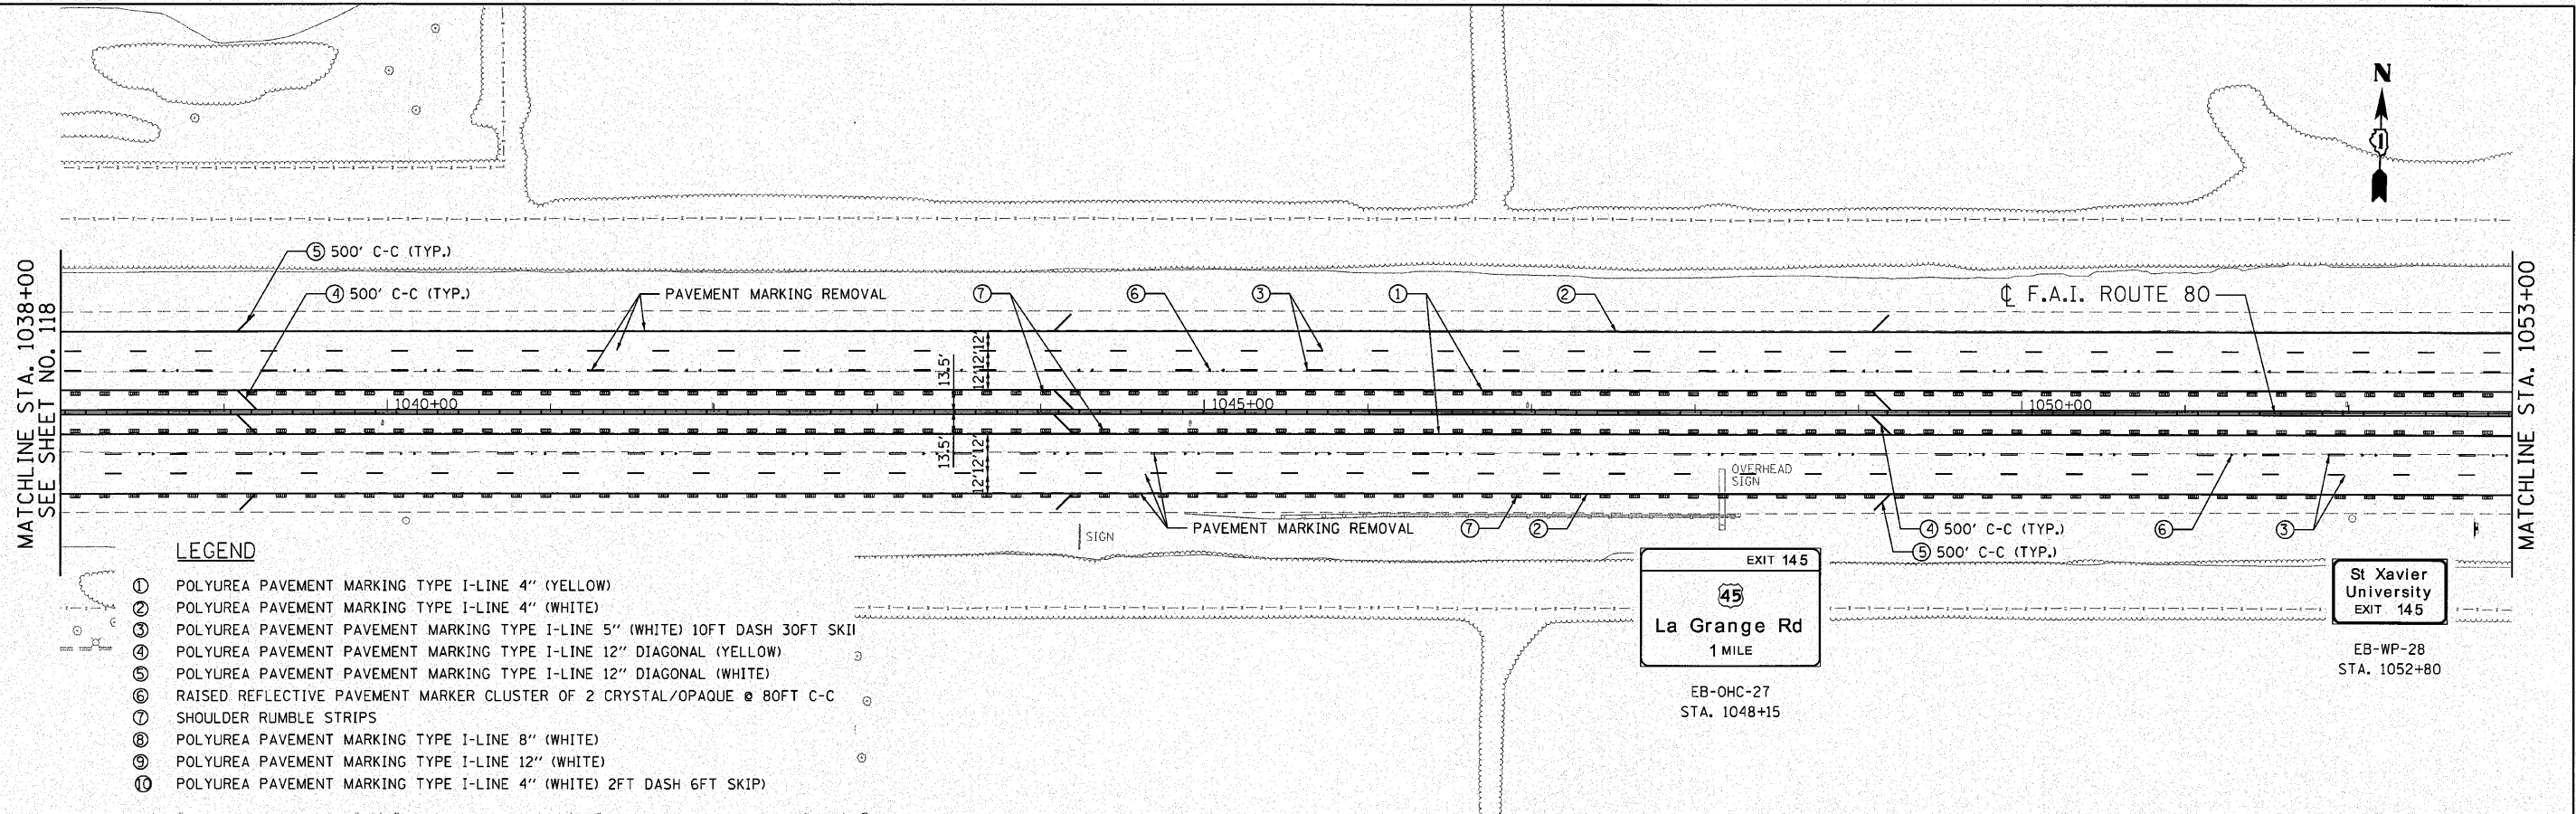 N
1
MATCHLINE STA. 1038+00
SEE SHEET NO. 118
⑤ 500' C-C (TYP.)
④ 500' C-C (TYP.)
PAVEMENT MARKING REMOVAL
⑦
⑥
③
①
②
℄ F.A.I. ROUTE 80
MATCHLINE STA. 1053+00
12'12'12'
13.5'
1040+00
1045+00
1050+00
13.5'
12'12'12'
OVERHEAD
SIGN
SIGN
PAVEMENT MARKING REMOVAL
⑦
②
④ 500' C-C (TYP.)
⑤ 500' C-C (TYP.)
⑥
③
LEGEND
① POLYUREA PAVEMENT MARKING TYPE I-LINE 4" (YELLOW)
② POLYUREA PAVEMENT MARKING TYPE I-LINE 4" (WHITE)
③ POLYUREA PAVEMENT PAVEMENT MARKING TYPE I-LINE 5" (WHITE) 10FT DASH 30FT
④ POLYUREA PAVEMENT PAVEMENT MARKING TYPE I-LINE 12" DIAGONAL (YELLOW)
⑤ POLYUREA PAVEMENT PAVEMENT MARKING TYPE I-LINE 12" DIAGONAL (WHITE)
⑥ RAISED REFLECTIVE PAVEMENT MARKER CLUSTER OF 2 CRYSTAL/OPAQUE @ 80FT C-C
⑦ SHOULDER RUMBLE STRIPS
⑧ POLYUREA PAVEMENT MARKING TYPE I-LINE 8" (WHITE)
⑨ POLYUREA PAVEMENT MARKING TYPE I-LINE 12" (WHITE)
⑩ POLYUREA PAVEMENT MARKING TYPE I-LINE 4" (WHITE) 2FT DASH 6FT SKIP)
EXIT 145
45
La Grange Rd
1 MILE
EB-OHC-27
STA. 1048+15
St Xavier
University
EXIT 145
EB-WP-28
STA. 1052+80